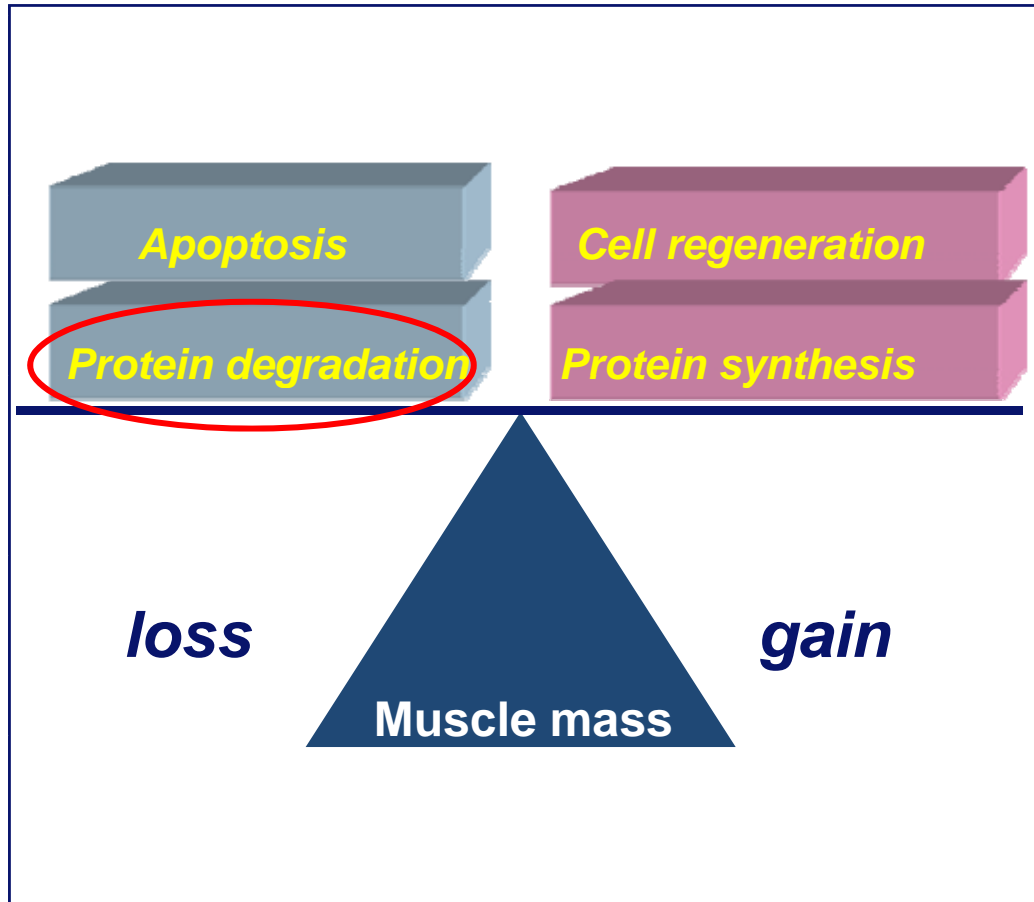 Apoptosis
Cell regeneration
Protein degradation
Protein synthesis
loss
gain
Muscle mass